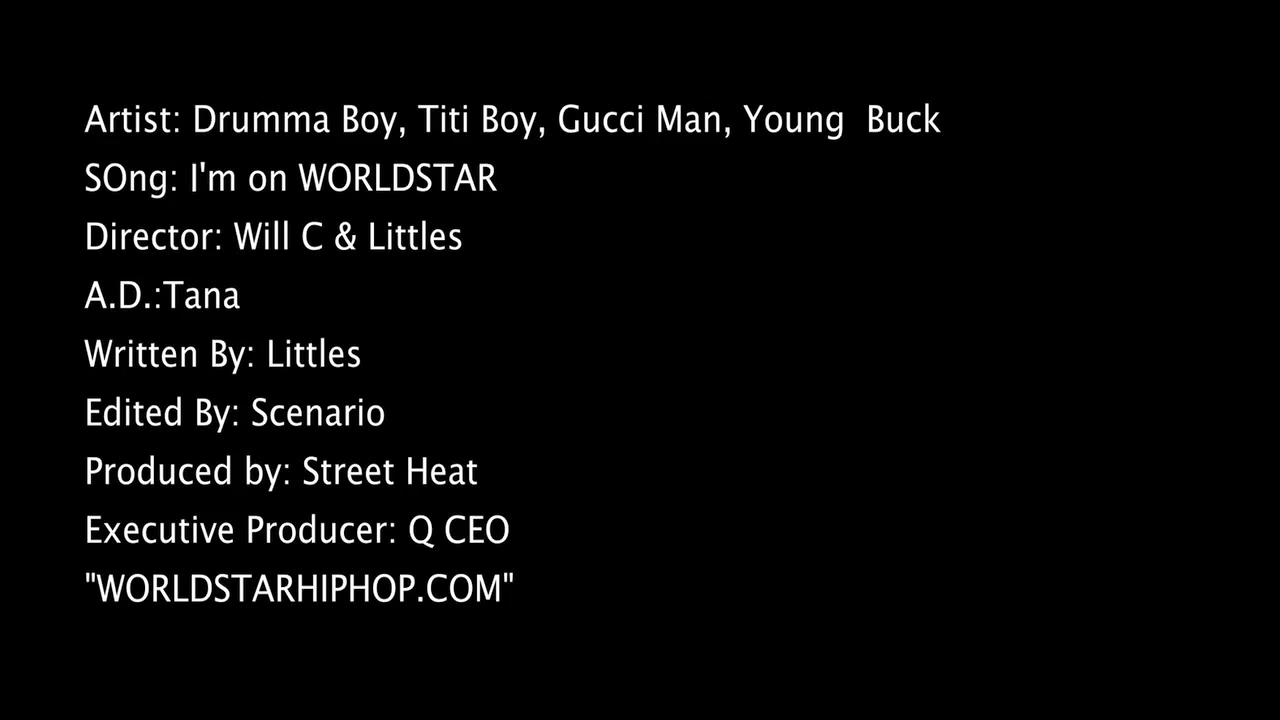 Artist: Drumma Boy, Titi Boy, Gucci Man, Young  Buck
SOng: I'm on WORLDSTAR
Director: Will C & Littles
A.D.:Tana
Written By: Littles
Edited By: Scenario
Produced by: Street Heat
Executive Producer: Q CEO
"WORLDSTARHIPHOP.COM"